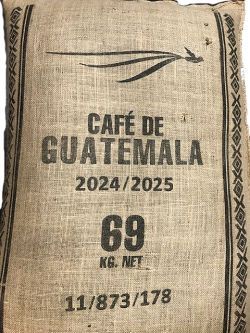 CAFÉ DE
GUATEMALA
2024/2025
69
KG. NET
11/873/178